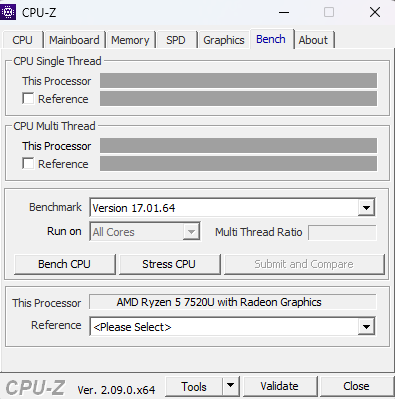 CPU-Z
CPU Mainboard Memory SPD Graphics Bench About
CPU Single Thread
This Processor
Reference
CPU Multi Thread
This Processor
Reference
Benchmark Version 17.01.64
Run on All Cores Multi Thread Ratio
Bench CPU Stress CPU Submit and Compare
This Processor AMD Ryzen 5 7520U with Radeon Graphics
Reference <Please Select>
CPU-Z Ver. 2.09.0.x64 Tools Validate Close